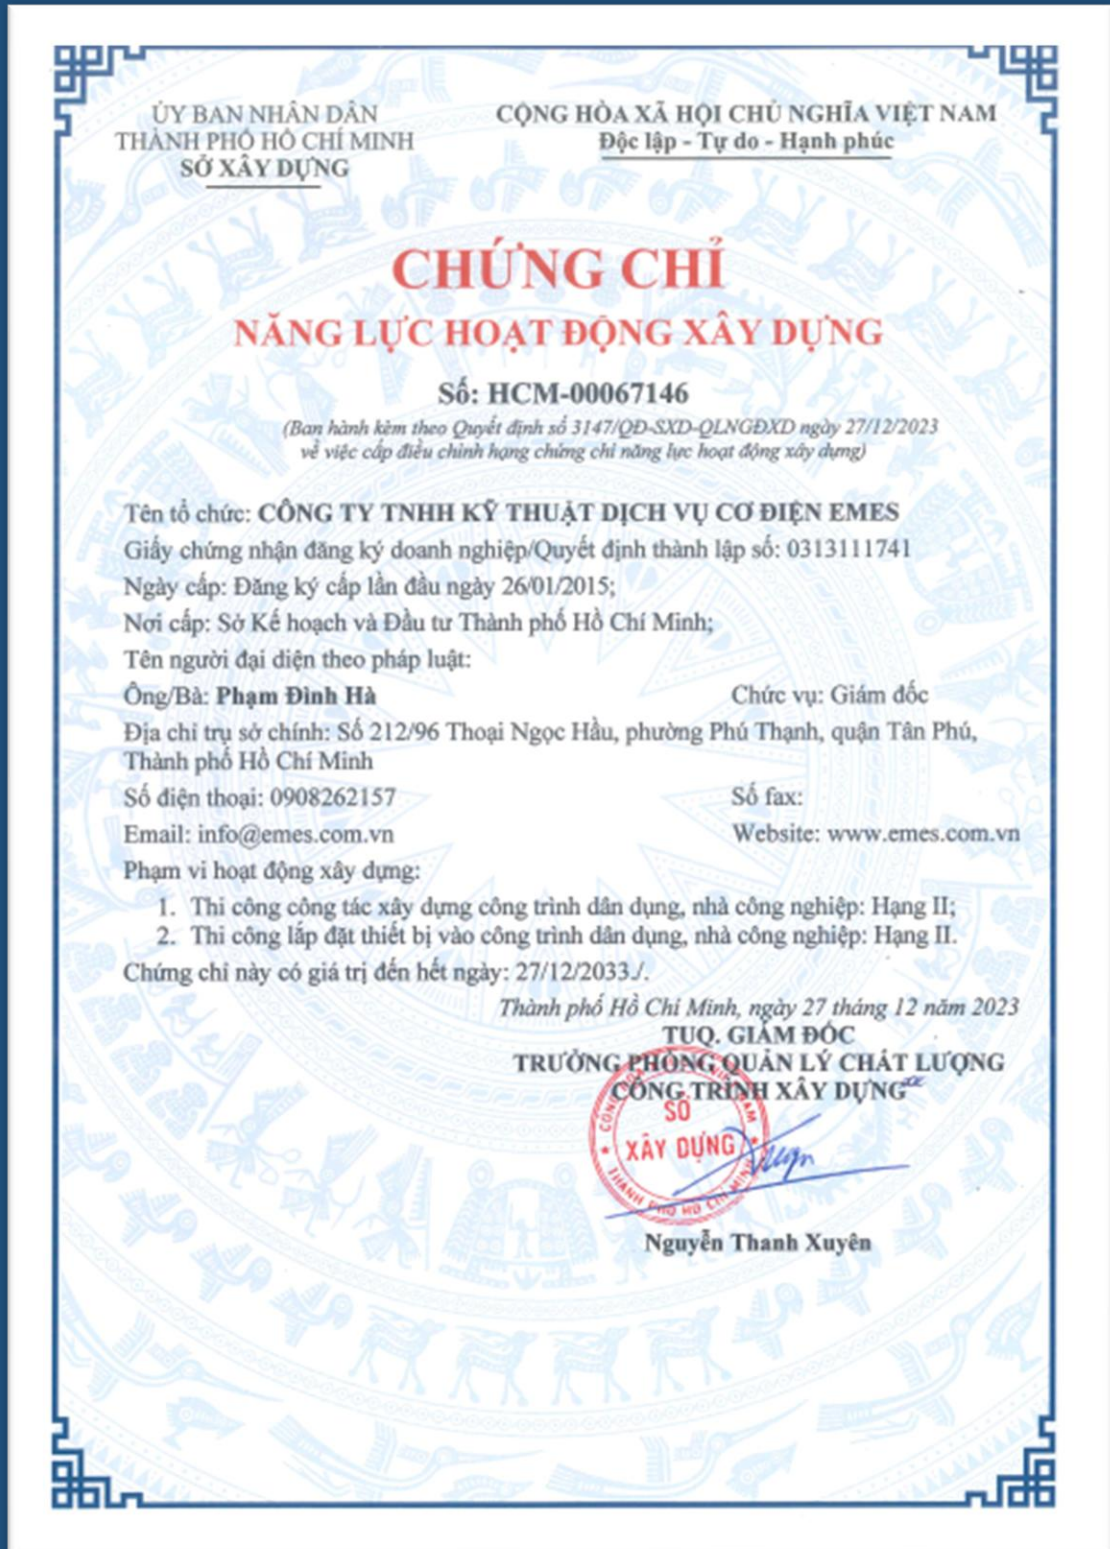 ỦY BAN NHÂN DÂN
THÀNH PHỐ HỒ CHÍ MINH
SỞ XÂY DỰNG
CỘNG HÒA XÃ HỘI CHỦ NGHĨA VIỆT NAM
Độc lập - Tự do - Hạnh phúc
CHỨNG CHỈ
NĂNG LỰC HOẠT ĐỘNG XÂY DỰNG
Số: HCM-00067146
(Ban hành kèm theo Quyết định số 3147/QĐ-SXD-QLNGĐXD ngày 27/12/2023
về việc cấp điều chỉnh hạng chứng chỉ năng lực hoạt động xây dựng)
Tên tổ chức: CÔNG TY TNHH KỸ THUẬT DỊCH VỤ CƠ ĐIỆN EMES
Giấy chứng nhận đăng ký doanh nghiệp/Quyết định thành lập số: 0313111741
Ngày cấp: Đăng ký cấp lần đầu ngày 26/01/2015;
Nơi cấp: Sở Kế hoạch và Đầu tư Thành phố Hồ Chí Minh;
Tên người đại diện theo pháp luật:
Ông/Bà: Phạm Đình Hà Chức vụ: Giám đốc
Địa chỉ trụ sở chính: Số 212/96 Thoại Ngọc Hầu, phường Phú Thạnh, quận Tân Phú,
Thành phố Hồ Chí Minh
Số điện thoại: 0908262157 Số fax:
Email: info@emes.com.vn Website: www.emes.com.vn
Phạm vi hoạt động xây dựng:
1. Thi công công tác xây dựng công trình dân dụng, nhà công nghiệp: Hạng II;
2. Thi công lắp đặt thiết bị vào công trình dân dụng, nhà công nghiệp: Hạng II.
Chứng chỉ này có giá trị đến hết ngày: 27/12/2033./.
Thành phố Hồ Chí Minh, ngày 27 tháng 12 năm 2023
TUQ. GIÁM ĐỐC
TRƯỞNG PHÒNG QUẢN LÝ CHẤT LƯỢNG
CÔNG TRÌNH XÂY DỰNG
SỞ
XÂY DỰNG
THÀNH PHỐ HỒ CHÍ MINH
Nguyễn Thanh Xuyên